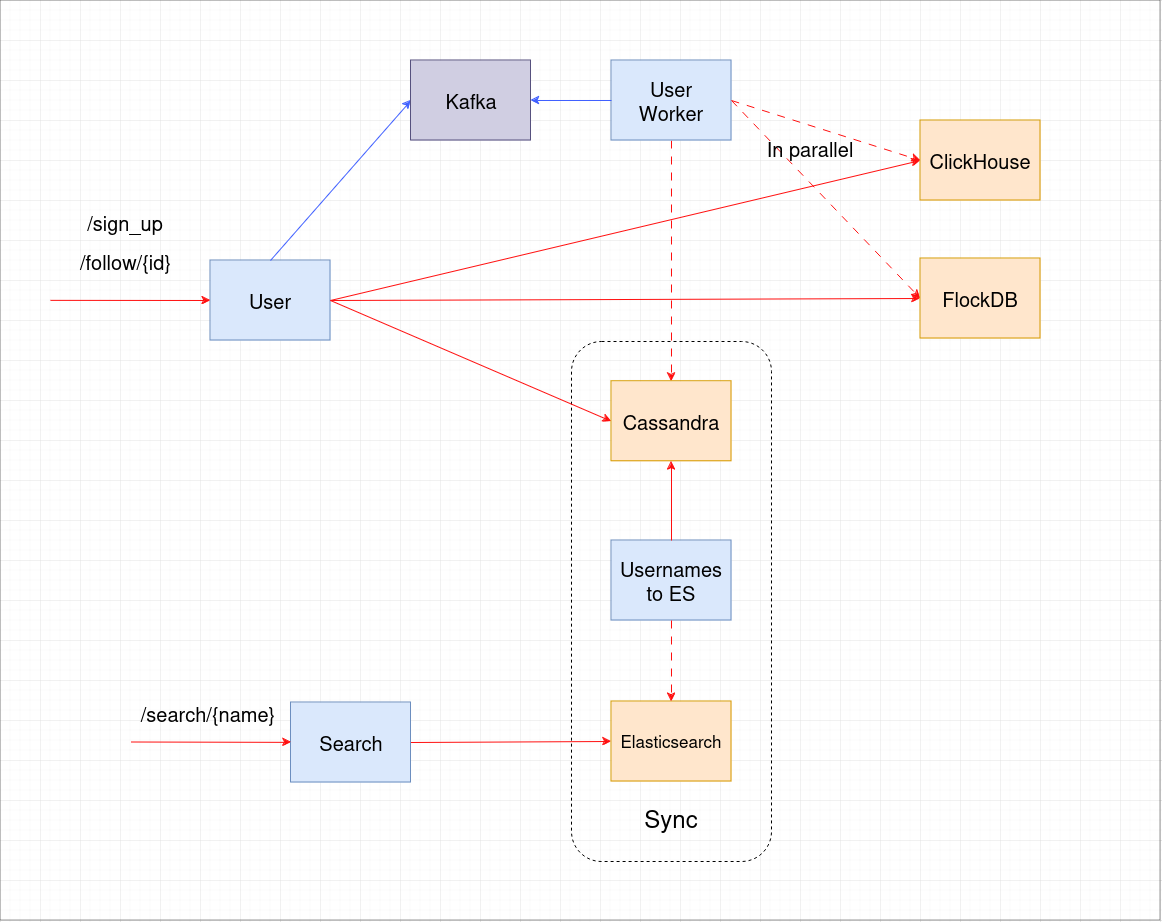 Kafka
User
Worker
In parallel
ClickHouse
/sign_up
/follow/{id}
User
FlockDB
Cassandra
Usernames
to ES
/search/{name}
Search
Elasticsearch
Sync